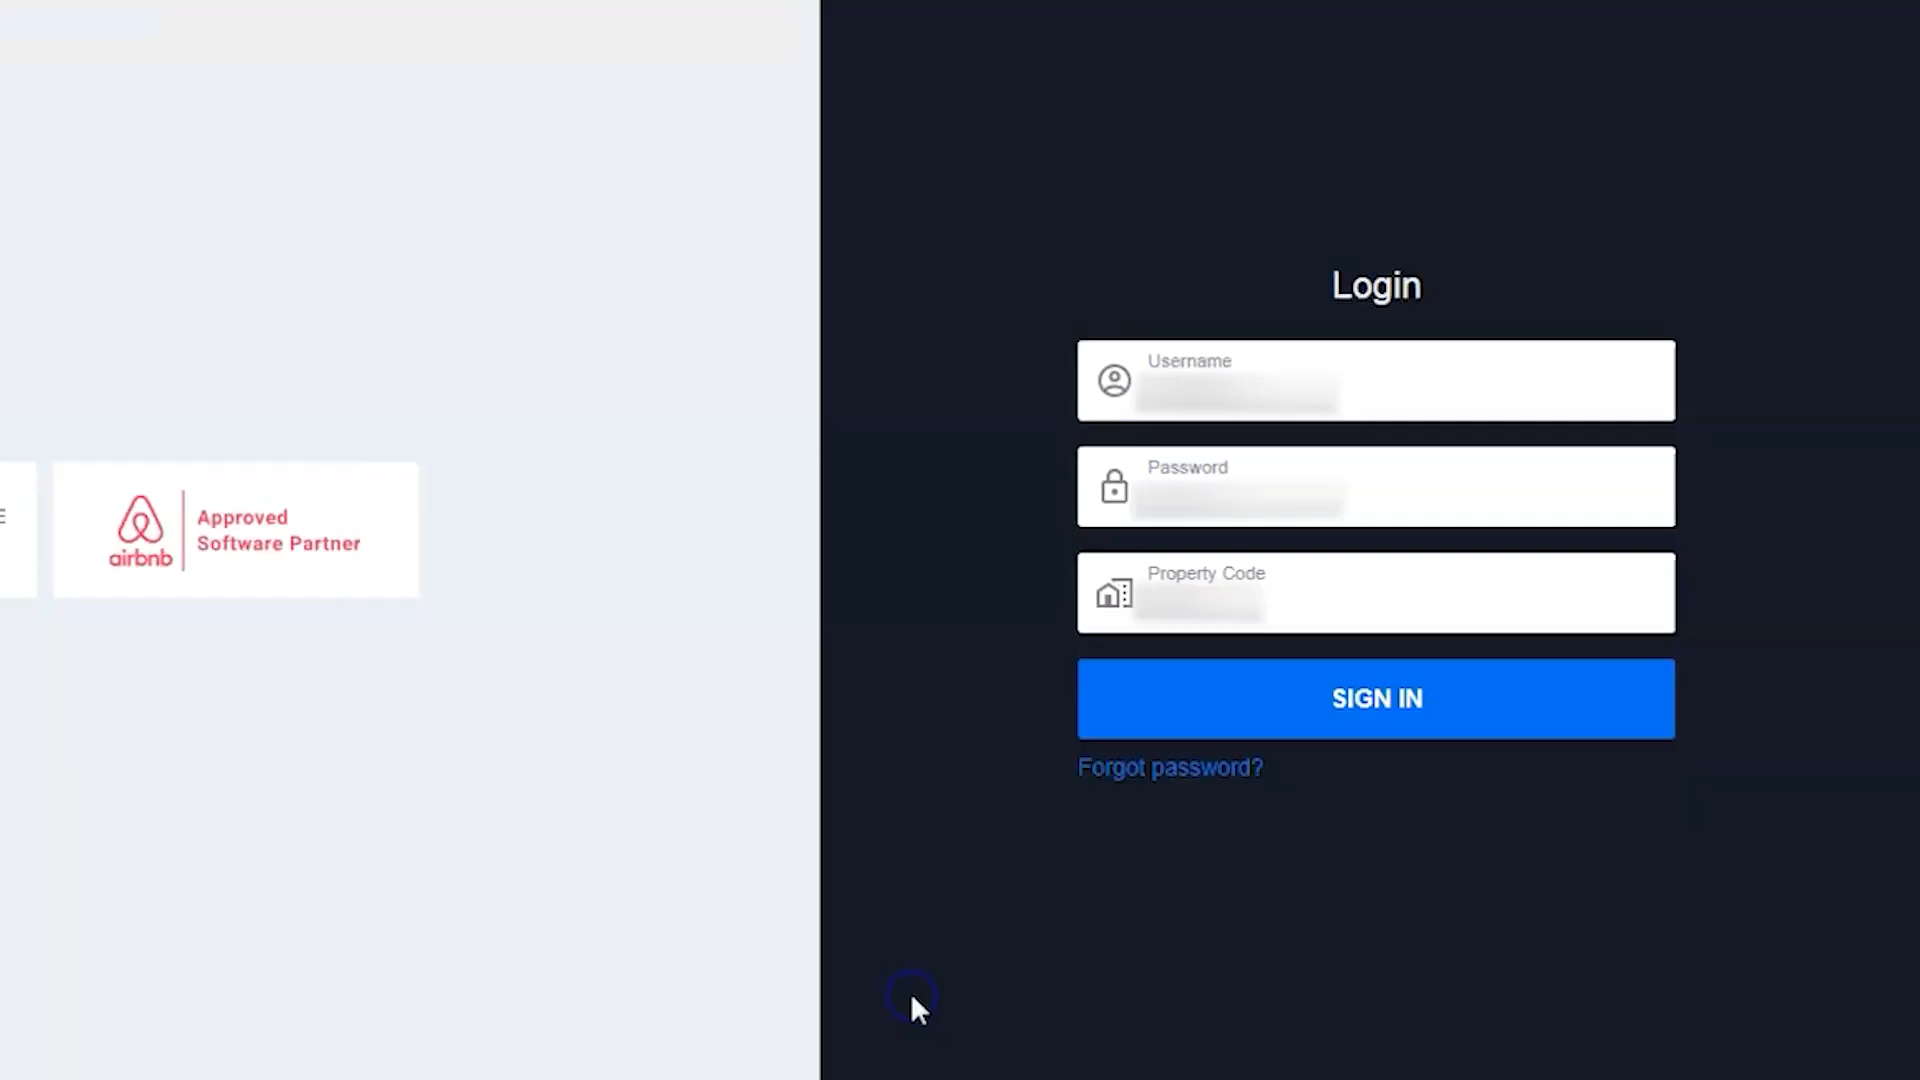 Login
Username
Password
Property Code
SIGN IN
Forgot password?
E
airbnb
Approved
Software Partner